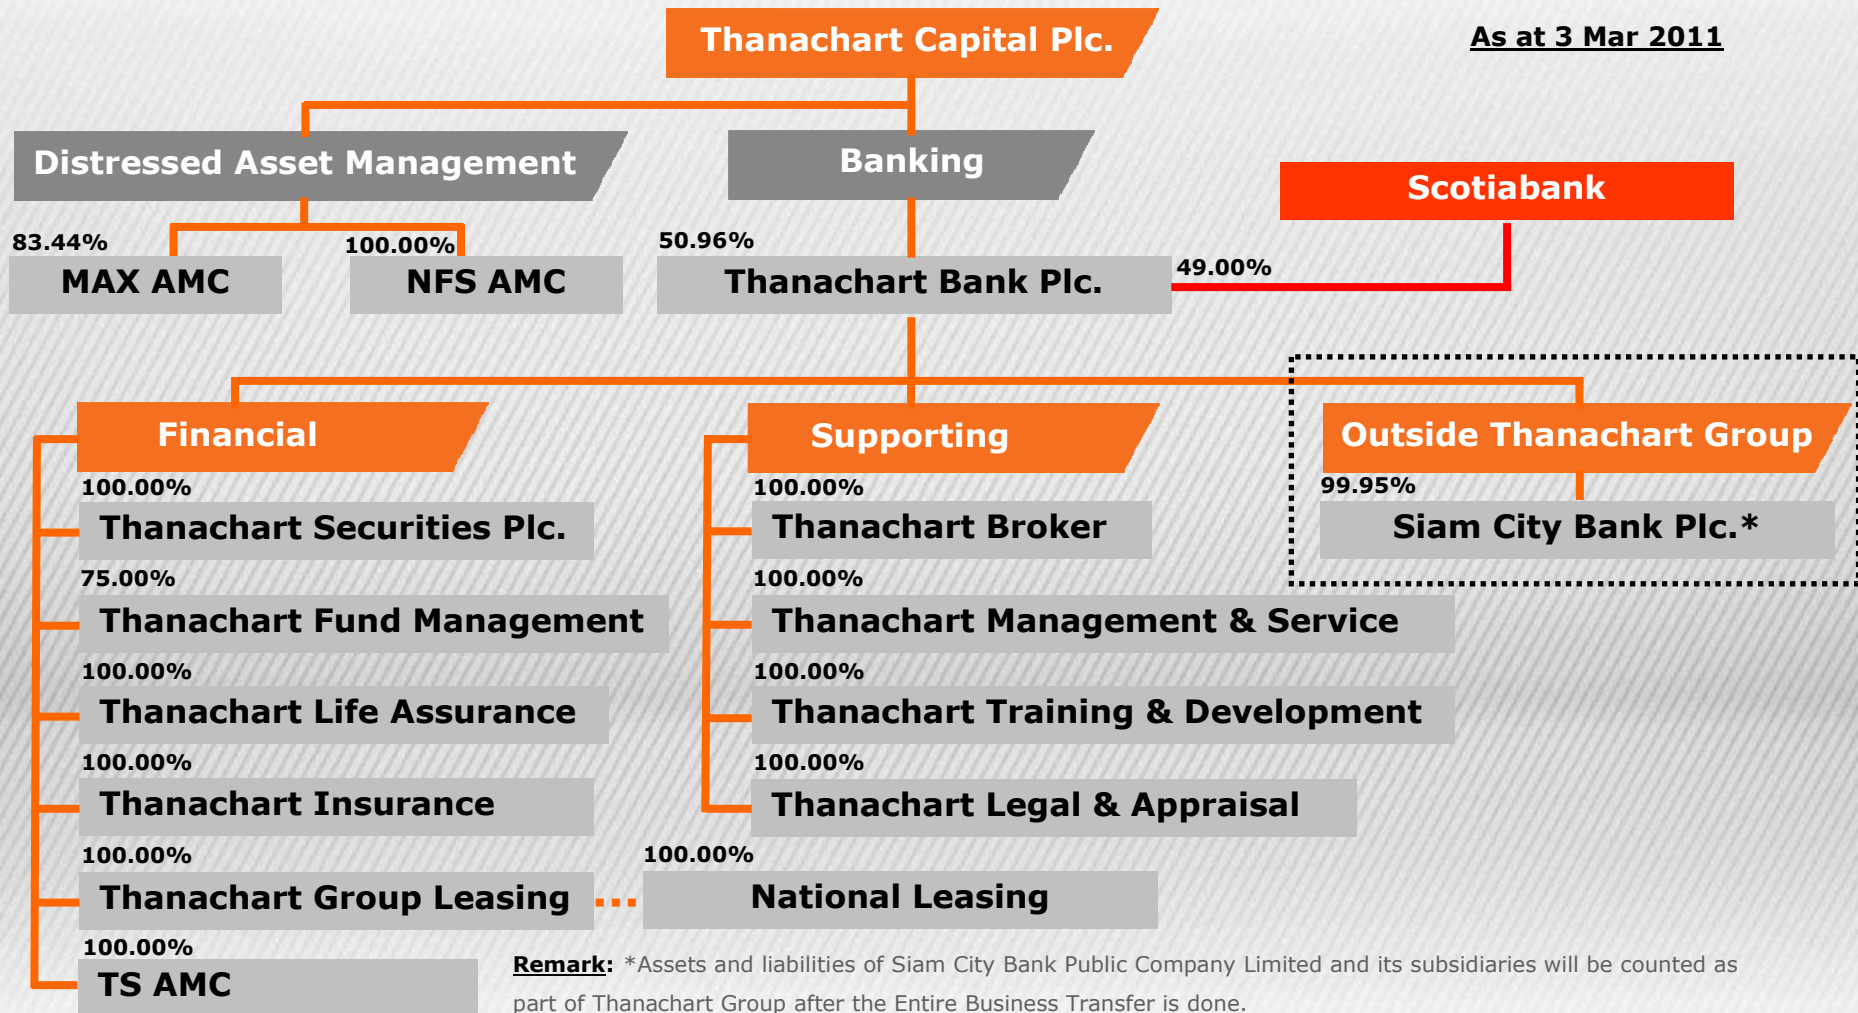 Thanachart Capital Plc.
As at 3 Mar 2011
Distressed Asset Management
Banking
Scotiabank
83.44%
MAX AMC
100.00%
NFS AMC
50.96%
Thanachart Bank Plc.
49.00%
Financial
100.00%
Thanachart Securities Plc.
75.00%
Thanachart Fund Management
100.00%
Thanachart Life Assurance
100.00%
Thanachart Insurance
100.00%
Thanachart Group Leasing
100.00%
National Leasing
100.00%
TS AMC
Supporting
100.00%
Thanachart Broker
100.00%
Thanachart Management & Service
100.00%
Thanachart Training & Development
100.00%
Thanachart Legal & Appraisal
Outside Thanachart Group
99.95%
Siam City Bank Plc.*
Remark: *Assets and liabilities of Siam City Bank Public Company Limited and its subsidiaries will be counted as
part of Thanachart Group after the Entire Business Transfer is done.